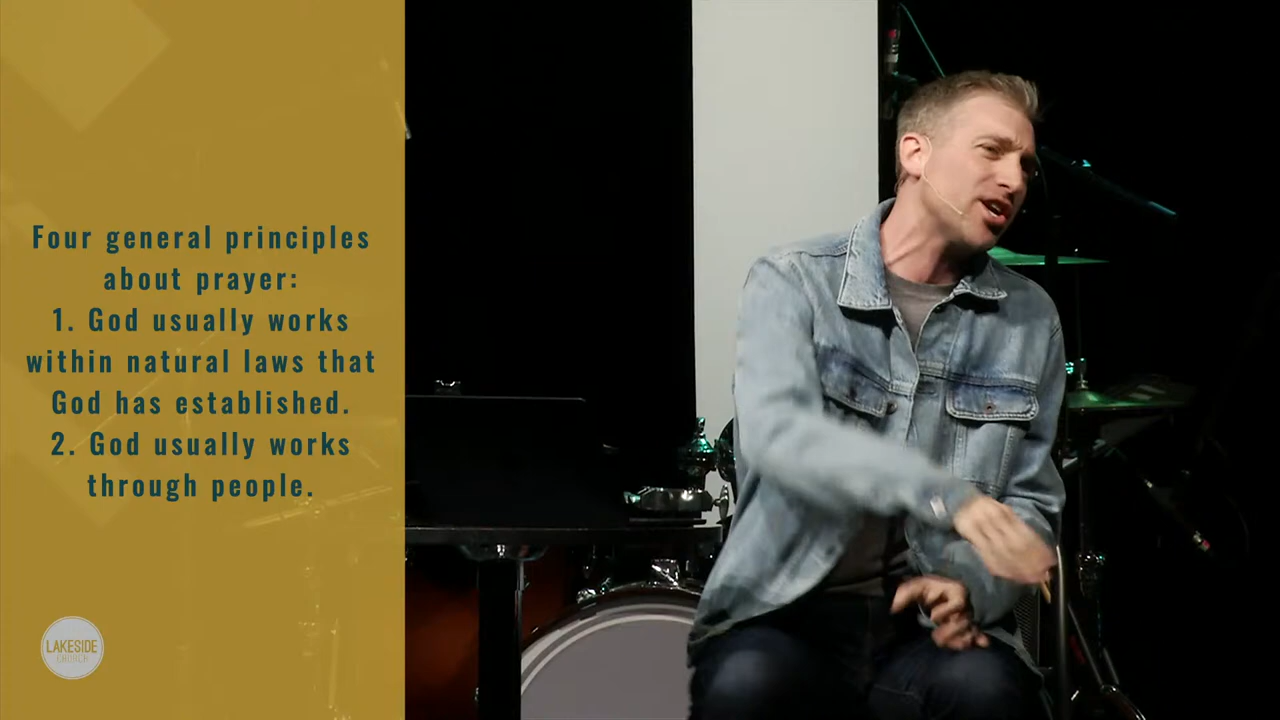 Four general principles
about prayer:
1. God usually works
within natural laws that
God has established.
2. God usually works
through people.
LAKESIDE
CHURCH